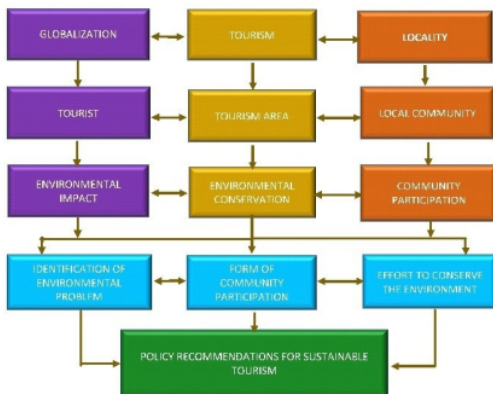 GLOBALIZATION
TOURISM
LOCALITY
TOURIST
TOURISM AREA
LOCAL COMMUNITY
ENVIRONMENTAL
IMPACT
ENVIRONMENTAL
CONSERVATION
COMMUNITY
PARTICIPATION
IDENTIFICATION OF
ENVIRONMENTAL
PROBLEM
FORM OF
COMMUNITY
PARTICIPATION
EFFORT TO CONSERVE
THE ENVIRONMENT
POLICY RECOMMENDATIONS FOR SUSTAINABLE
TOURISM